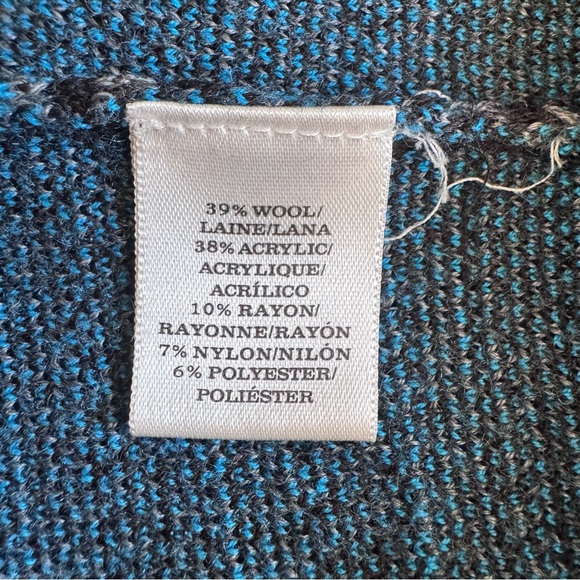 39% WOOL/
LAINE/LANA
38% ACRYLIC/
ACRYLIQUE/
ACRÍLICO
10% RAYON/
RAYONNE/RAYÓN
7% NYLON/NILÓN
6% POLYESTER/
POLIÉSTER